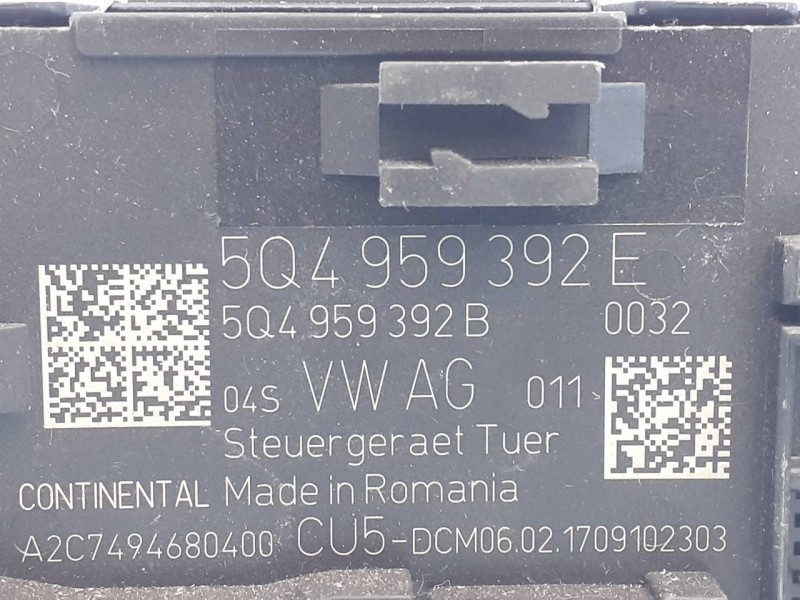 5Q4 959 392 E
5Q4 959 392 B 0032
04S VW AG 011
Steuergeraet Tuer
CONTINENTAL Made in Romania
A2C7494680400 CU5-DCM06.02.1709102303